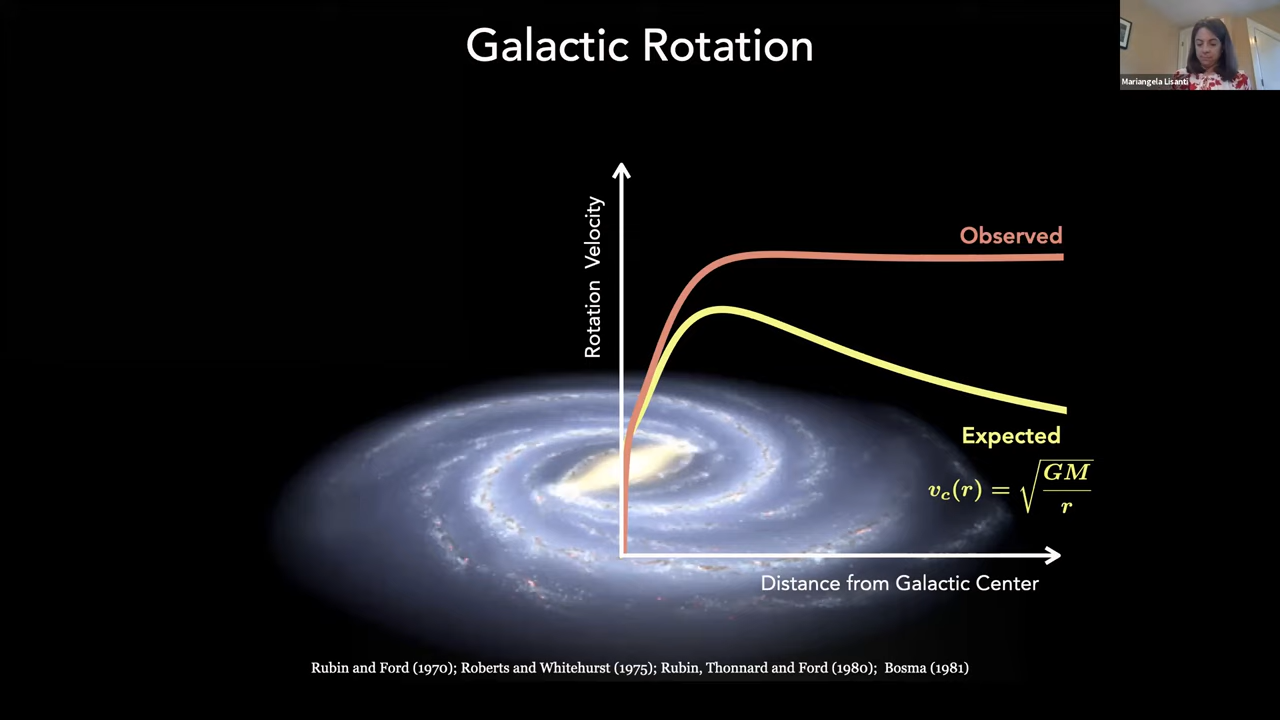 Galactic Rotation
Mariangela Lisanti
Rotation Velocity
Observed
Expected
v_c(r) = √(GM/r)
Distance from Galactic Center
Rubin and Ford (1970); Roberts and Whitehurst (1975); Rubin, Thonnard and Ford (1980); Bosma (1981)